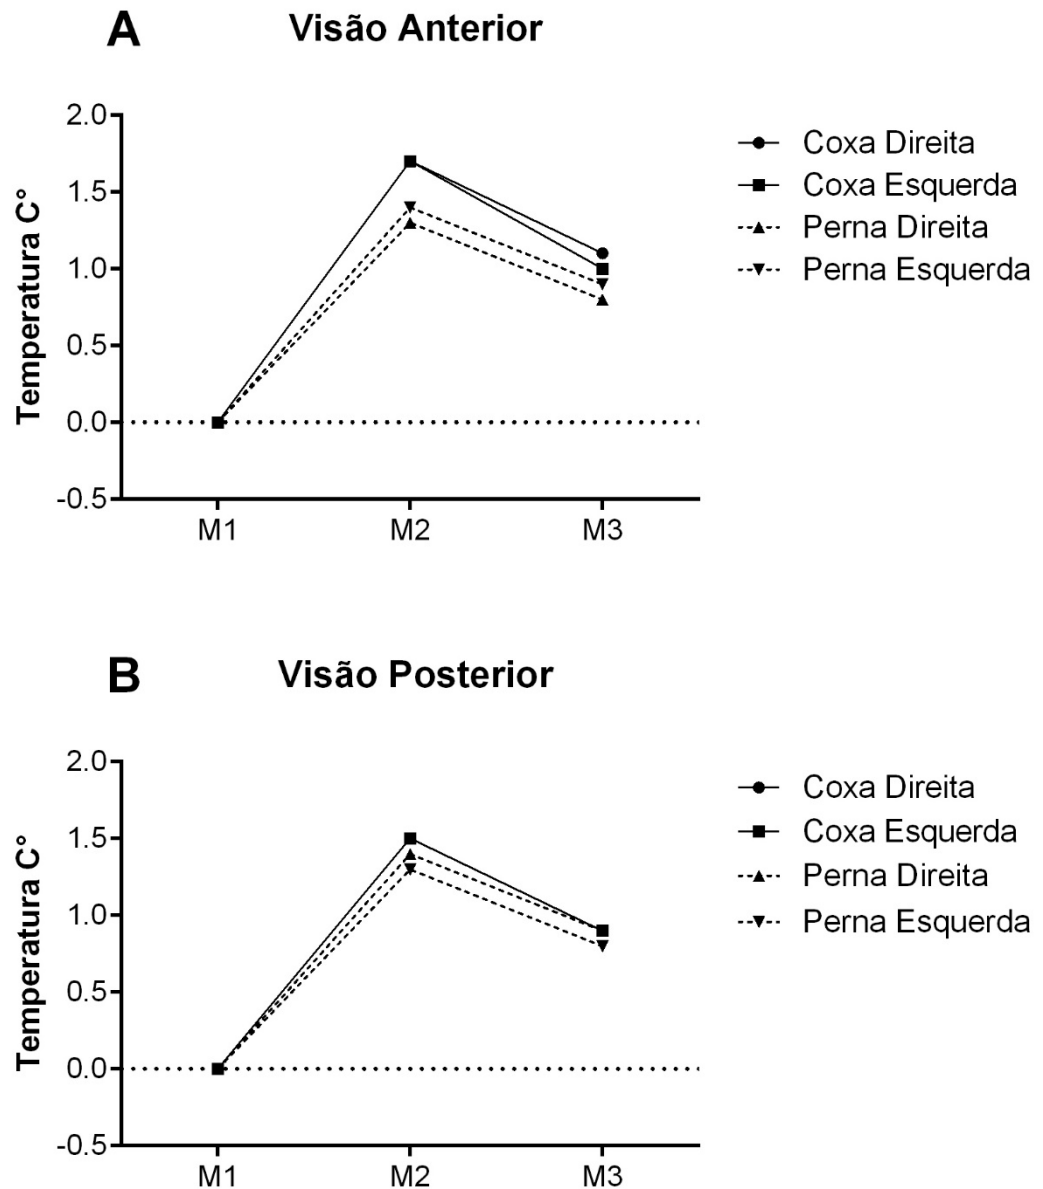 A
Visão Anterior
Temperatura C°
2.0
1.5
1.0
0.5
0.0
-0.5
M1
M2
M3
Coxa Direita
Coxa Esquerda
Perna Direita
Perna Esquerda
B
Visão Posterior
Temperatura C°
2.0
1.5
1.0
0.5
0.0
-0.5
M1
M2
M3
Coxa Direita
Coxa Esquerda
Perna Direita
Perna Esquerda